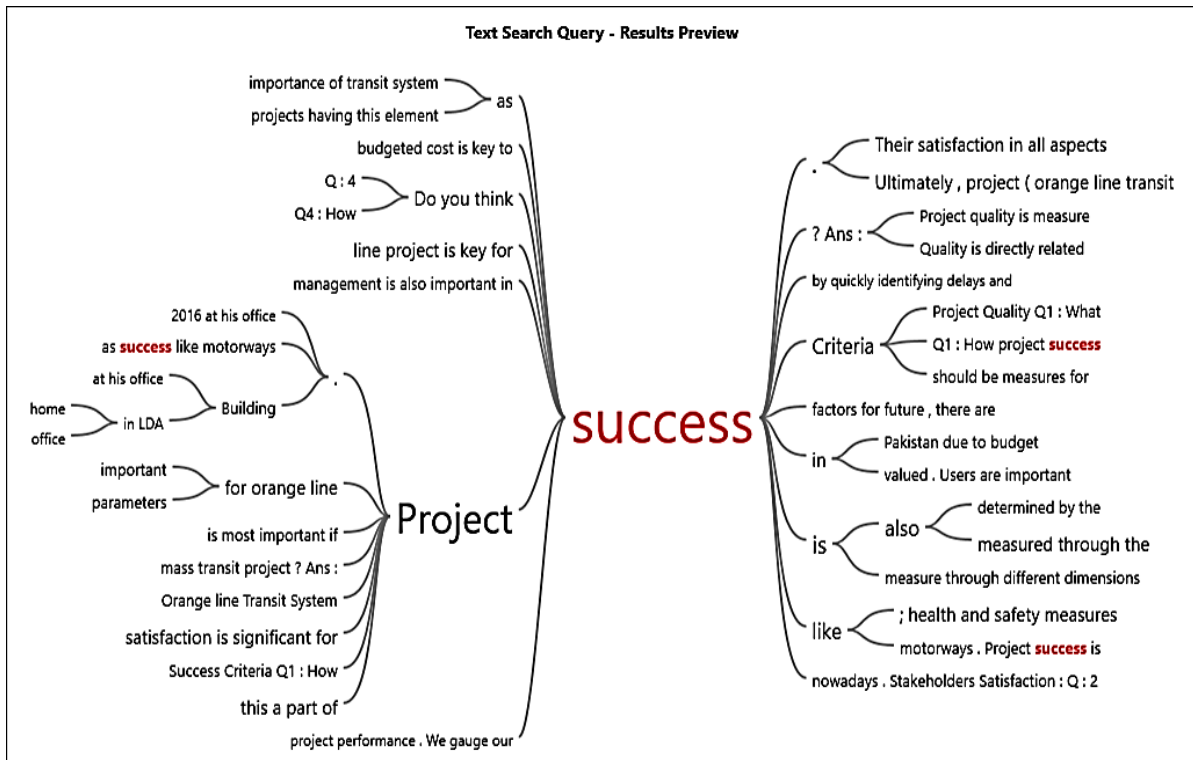 Text Search Query - Results Preview
importance of transit system
projects having this element
as
budgeted cost is key to
Q : 4
Q4 : How
Do you think
line project is key for
management is also important in
2016 at his office
as success like motorways
.
at his office
Building
home
office
in LDA
important
parameters
for orange line
Project
is most important if
mass transit project ? Ans :
Orange line Transit System
satisfaction is significant for
Success Criteria Q1 : How
this a part of
project performance . We gauge our
success
.
Their satisfaction in all aspects
Ultimately , project ( orange line transit
? Ans :
Project quality is measure
Quality is directly related
by quickly identifying delays and
Criteria
Project Quality Q1 : What
Q1 : How project success
should be measures for
factors for future , there are
in
Pakistan due to budget
valued . Users are important
is
also
determined by the
measured through the
measure through different dimensions
like
; health and safety measures
motorways . Project success is
nowadays . Stakeholders Satisfaction : Q : 2